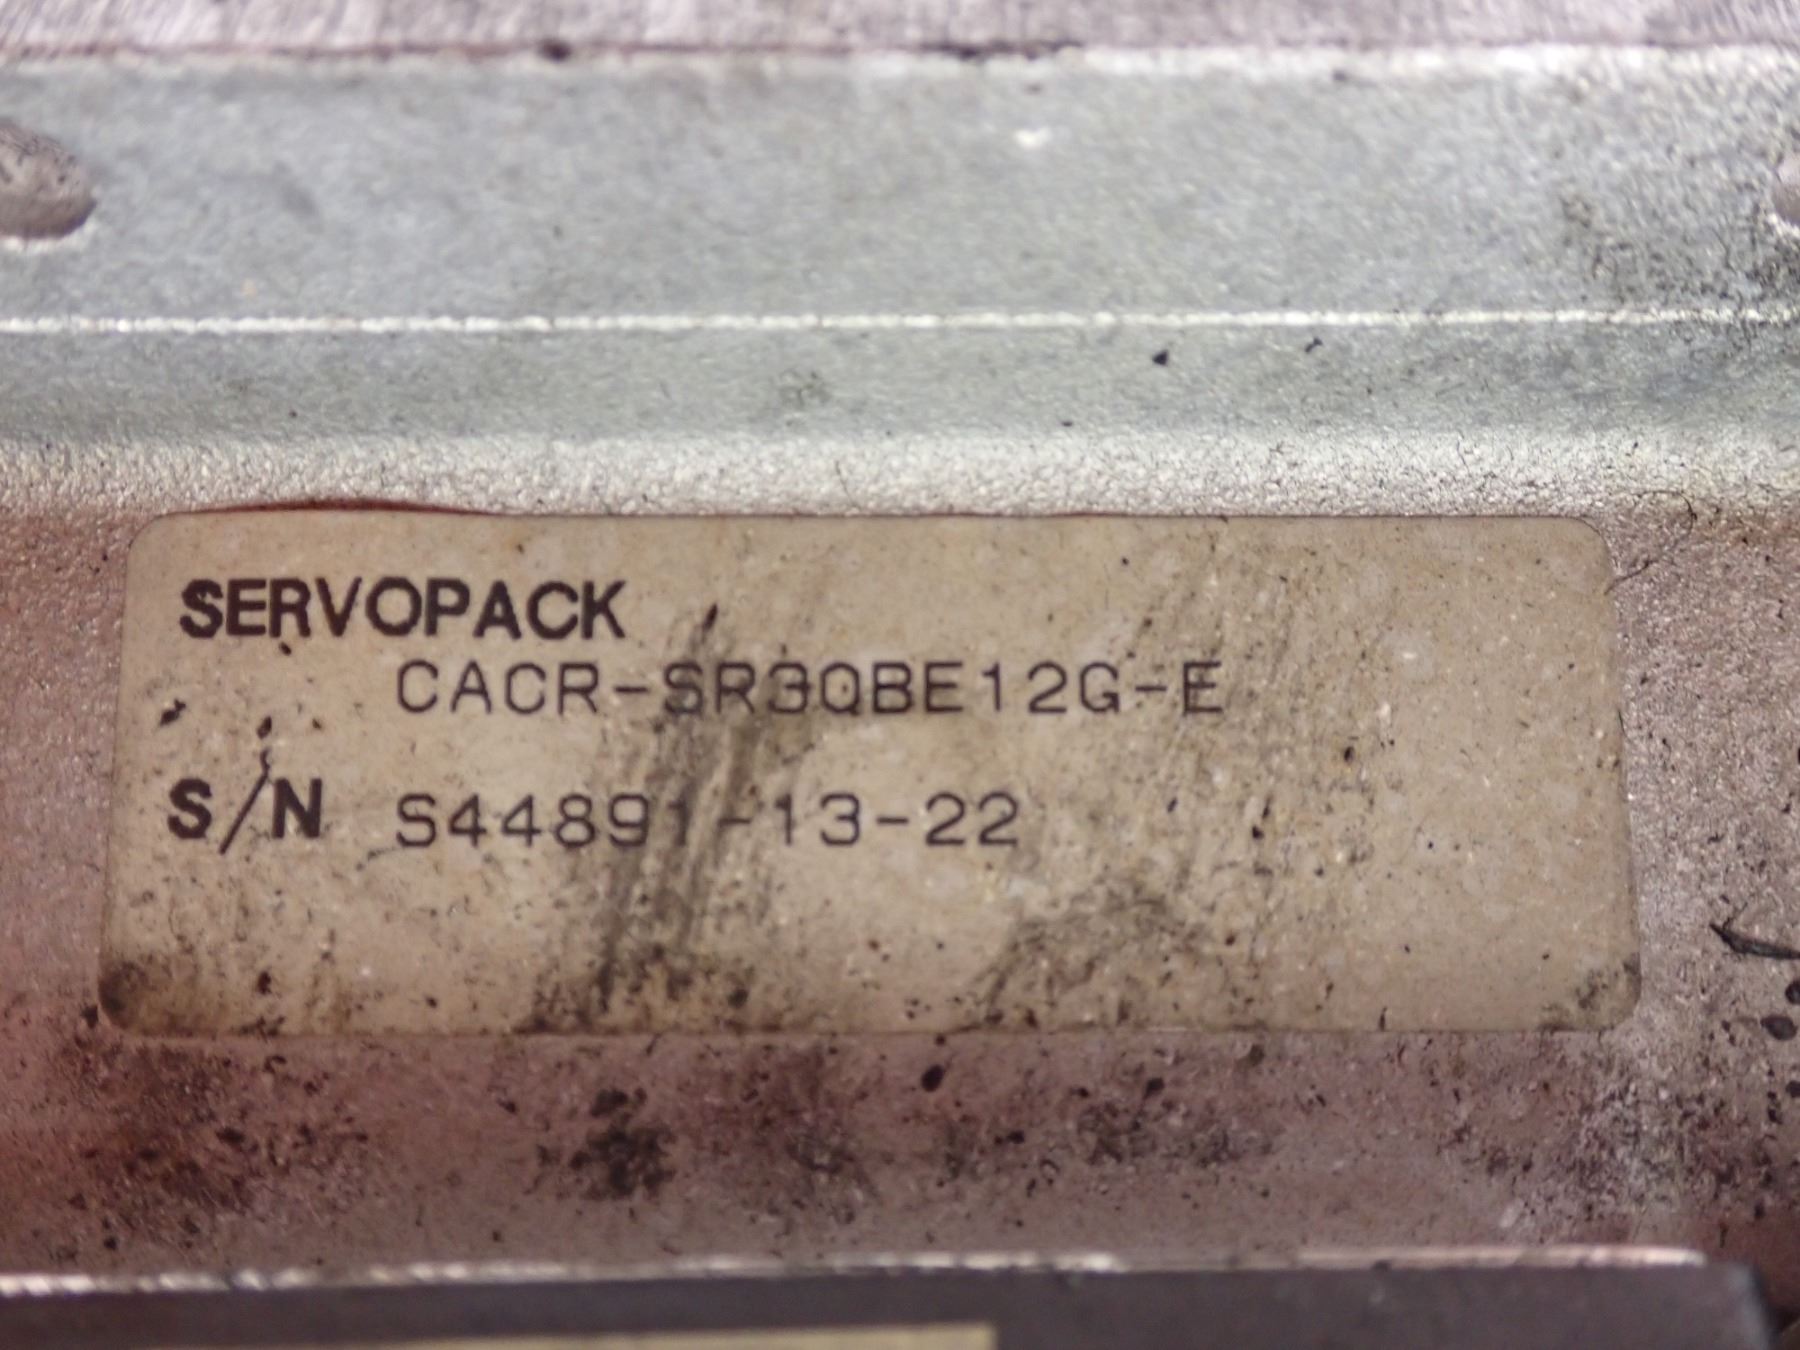 SERVOPACK
CACR-SR30BE12G-E
S/N S44891-13-22